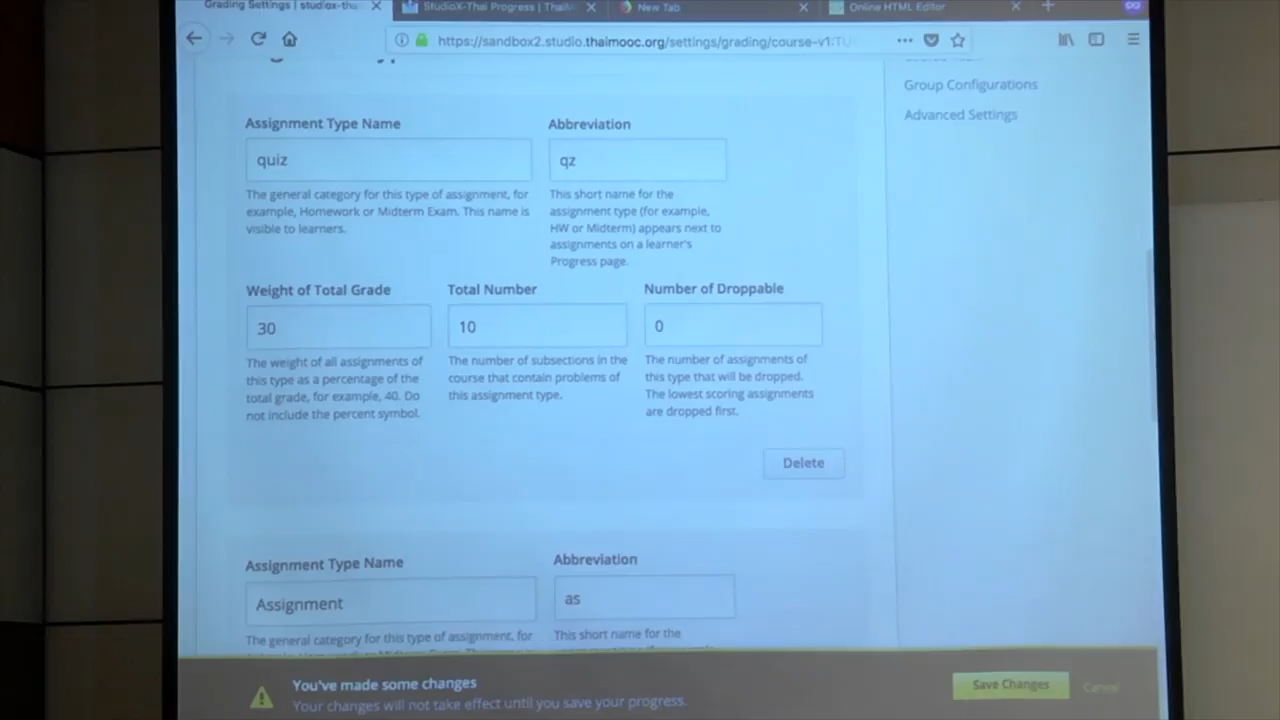 Grading Settings | studiox-tha
StudioX-Thai Progress | ThaiM
New Tab
Online HTML Editor
https://sandbox2.studio.thaimooc.org/settings/grading/course-v1:TU
Group Configurations
Advanced Settings
Assignment Type Name
Abbreviation
quiz
qz
The general category for this type of assignment, for
example, Homework or Midterm Exam. This name is
visible to learners.
This short name for the
assignment type (for example,
HW or Midterm) appears next to
assignments on a learner's
Progress page.
Weight of Total Grade
Total Number
Number of Droppable
30
10
0
The weight of all assignments of
this type as a percentage of the
total grade, for example, 40. Do
not include the percent symbol.
The number of subsections in the
course that contain problems of
this assignment type.
The number of assignments of
this type that will be dropped.
The lowest scoring assignments
are dropped first.
Delete
Assignment Type Name
Abbreviation
Assignment
as
The general category for this type of assignment, for
This short name for the
You've made some changes
Your changes will not take effect until you save your progress.
Save Changes
Cancel